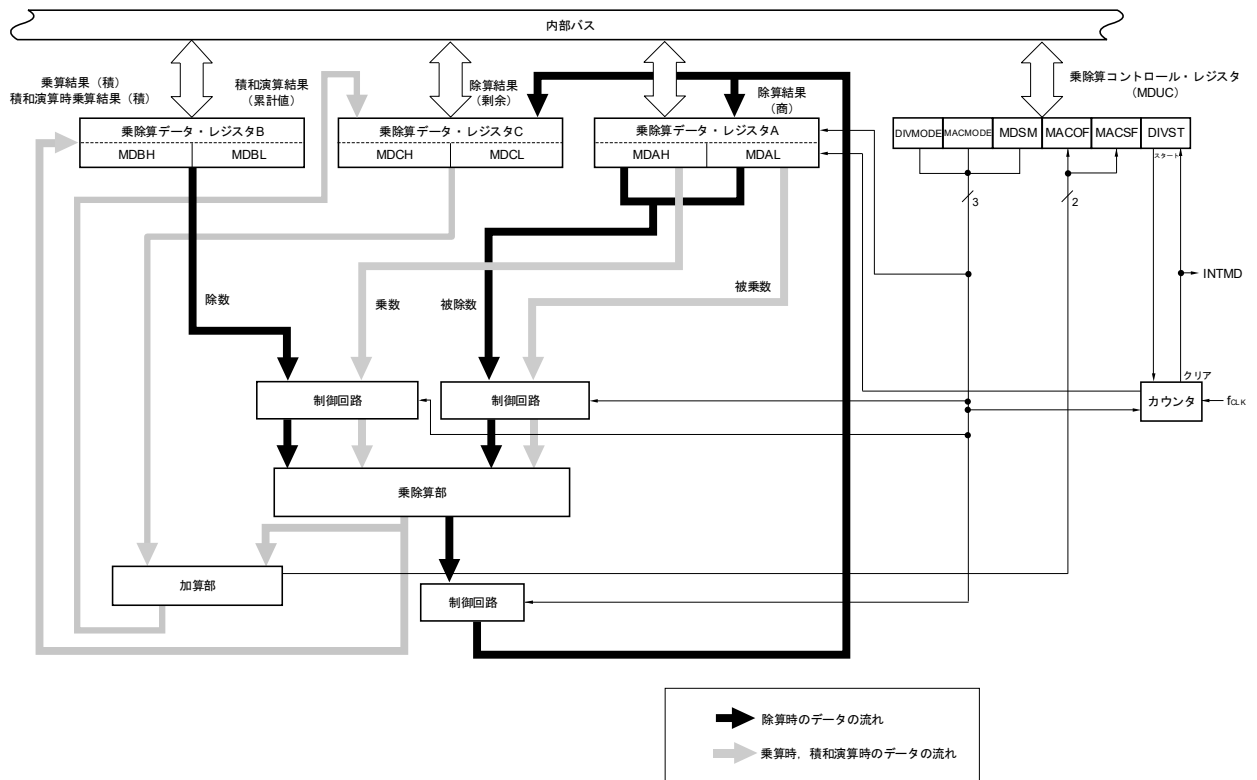 内部バス
乗算結果（積）
積和演算時乗算結果（積）
積和演算結果
（累計値）
除算結果
（剰余）
除算結果
（商）
乗除算コントロール・レジスタ
(MDUC)
乗除算データ・レジスタB
MDBH
MDBL
乗除算データ・レジスタC
MDCH
MDCL
乗除算データ・レジスタA
MDAH
MDAL
DIVMODE
MACMODE
MDSM
MACOF
MACSF
DIVST
スタート
3
2
INTMD
除数
乗数
被除数
被乗数
クリア
制御回路
制御回路
カウンタ
fCLK
乗除算部
加算部
制御回路
除算時のデータの流れ
乗算時，積和演算時のデータの流れ